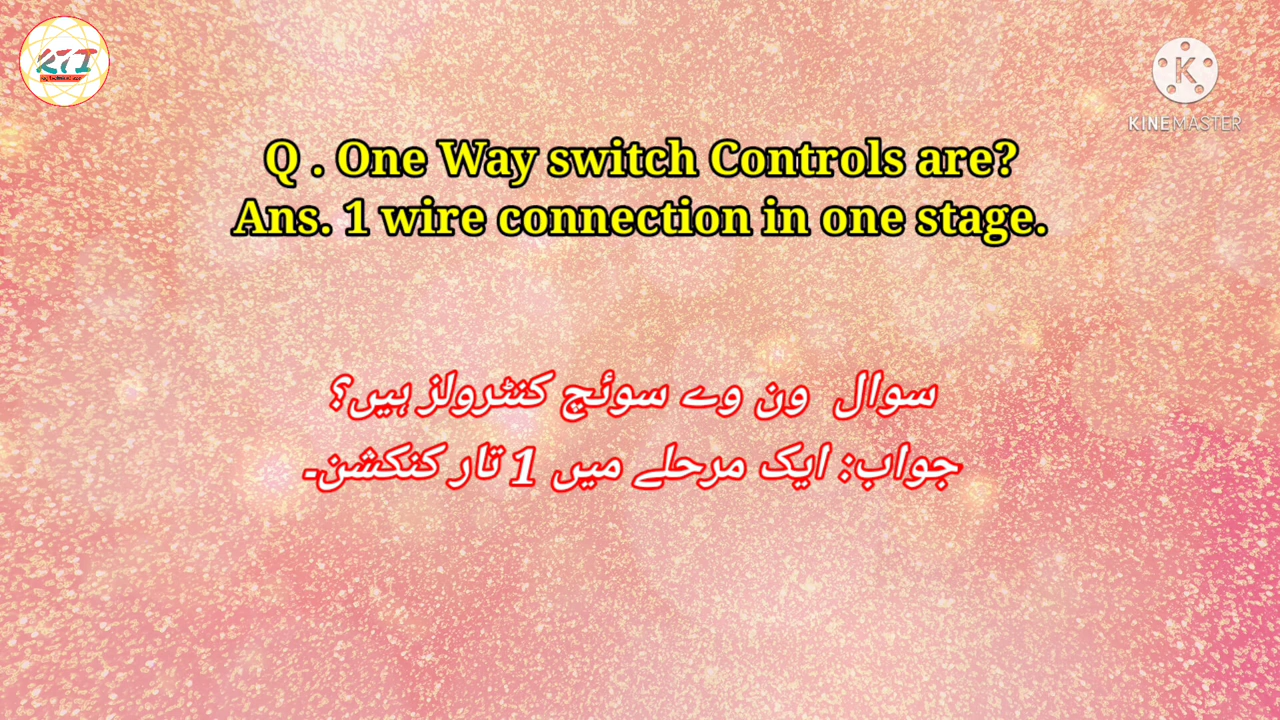 KTI
KINEMASTER
Q . One Way switch Controls are?
Ans. 1 wire connection in one stage.
سوال ون وے سوئچ کنٹرولز ہیں؟
جواب: ایک مرحلے میں 1 تار کنکشن۔